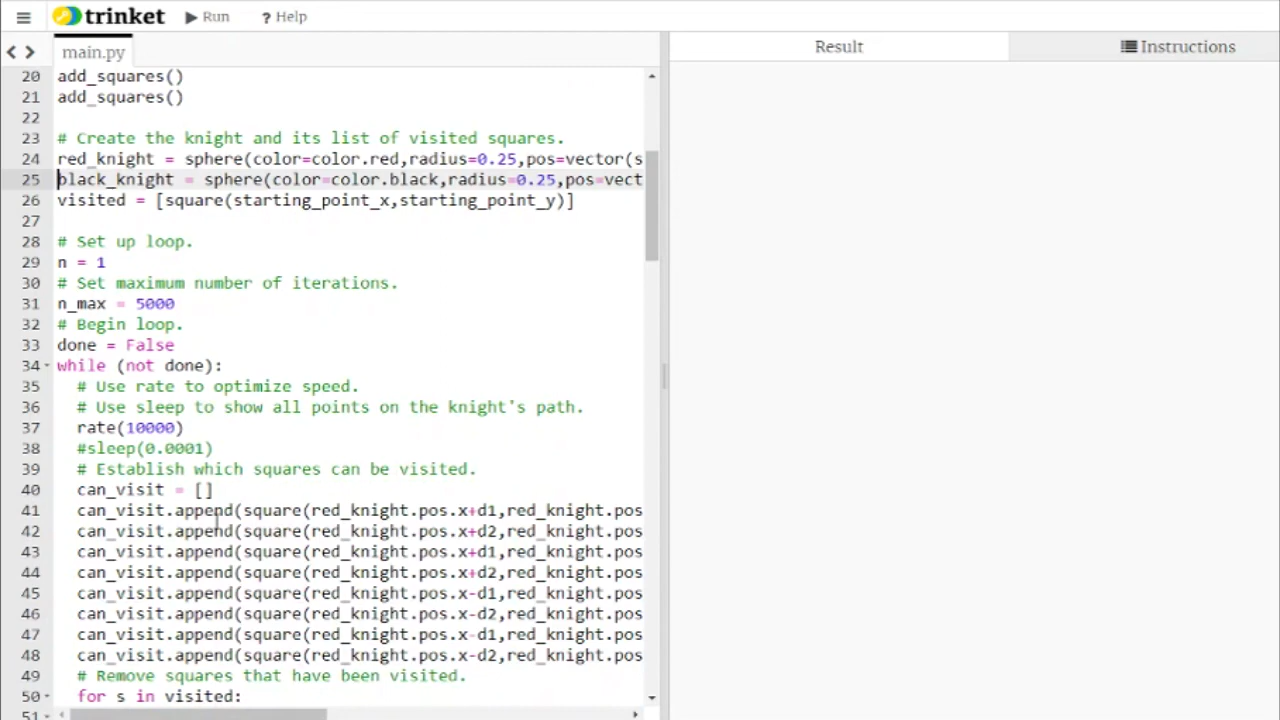 trinket Run ? Help
main.py Result Instructions
20 add_squares()
21 add_squares()
22
23 # Create the knight and its list of visited squares.
24 red_knight = sphere(color=color.red,radius=0.25,pos=vector(s
25 black_knight = sphere(color=color.black,radius=0.25,pos=vect
26 visited = [square(starting_point_x,starting_point_y)]
27
28 # Set up loop.
29 n = 1
30 # Set maximum number of iterations.
31 n_max = 5000
32 # Begin loop.
33 done = False
34 while (not done):
35 # Use rate to optimize speed.
36 # Use sleep to show all points on the knight's path.
37 rate(10000)
38 #sleep(0.0001)
39 # Establish which squares can be visited.
40 can_visit = []
41 can_visit.append(square(red_knight.pos.x+d1,red_knight.pos
42 can_visit.append(square(red_knight.pos.x+d2,red_knight.pos
43 can_visit.append(square(red_knight.pos.x+d1,red_knight.pos
44 can_visit.append(square(red_knight.pos.x+d2,red_knight.pos
45 can_visit.append(square(red_knight.pos.x-d1,red_knight.pos
46 can_visit.append(square(red_knight.pos.x-d2,red_knight.pos
47 can_visit.append(square(red_knight.pos.x-d1,red_knight.pos
48 can_visit.append(square(red_knight.pos.x-d2,red_knight.pos
49 # Remove squares that have been visited.
50 for s in visited:
51